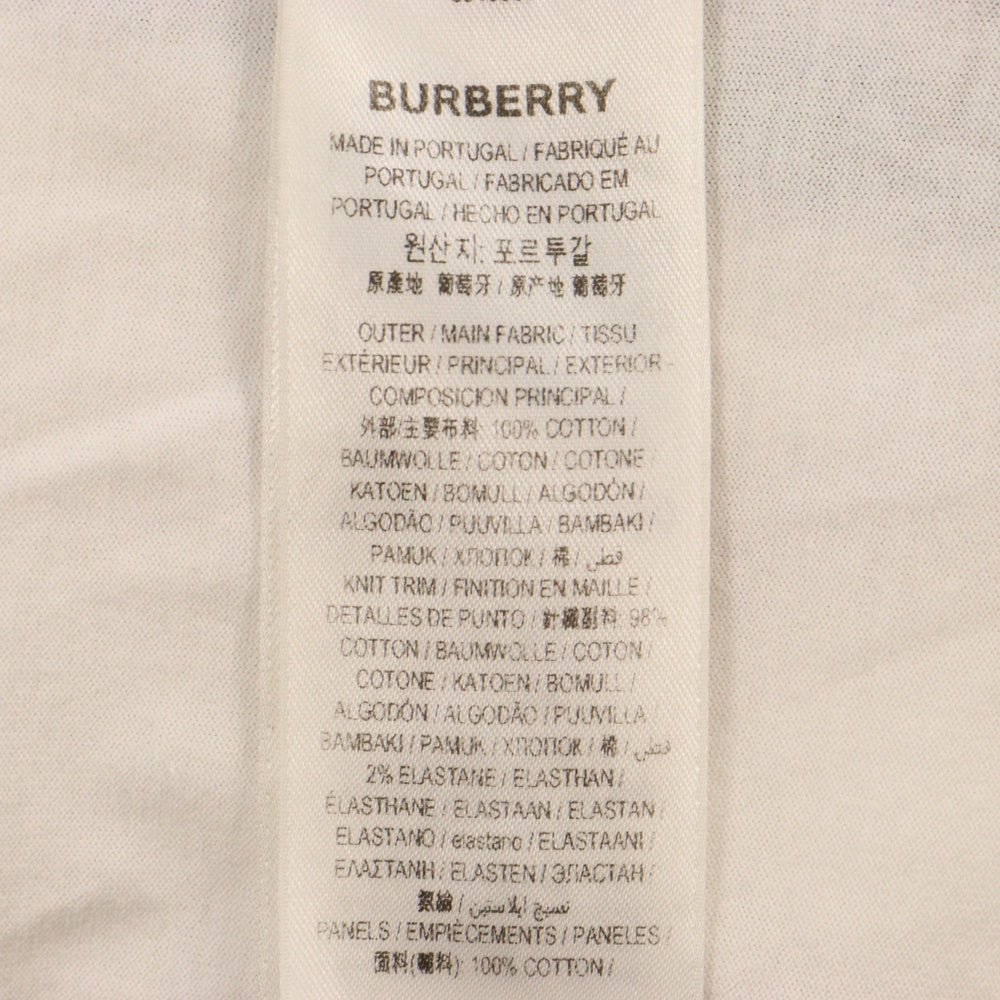 BURBERRY
MADE IN PORTUGAL / FABRIQUÉ AU
PORTUGAL / FABRICADO EM
PORTUGAL / HECHO EN PORTUGAL
원산지: 포르투갈
原產地 葡萄牙 / 原产地 葡萄牙
OUTER / MAIN FABRIC / TISSU
EXTÉRIEUR / PRINCIPAL / EXTERIOR -
COMPOSICION PRINCIPAL /
外部/主要布料: 100% COTTON /
BAUMWOLLE / COTON / COTONE /
KATOEN / BOMULL / ALGODÓN /
ALGODÃO / PUUVILLA / BAMBAKI /
PAMUK / ХЛОПОК / 棉 / قطن /
KNIT TRIM / FINITION EN MAILLE /
DETALLES DE PUNTO / 針織副料: 98%
COTTON / BAUMWOLLE / COTON /
COTONE / KATOEN / BOMULL /
ALGODÓN / ALGODÃO / PUUVILLA /
BAMBAKI / PAMUK / ХЛОПОК / 棉 / قطن /
2% ELASTANE / ELASTHAN /
ÉLASTHANE / ELASTAAN / ELASTAN /
ELASTANO / elastano / ELASTAANI /
ΕΛΑΣΤΑΝΗ / ELASTEN / ЭЛАСТАН /
氨綸 / نسيج ايلاستين /
PANELS / EMPIÈCEMENTS / PANELES /
面料(輔料): 100% COTTON /